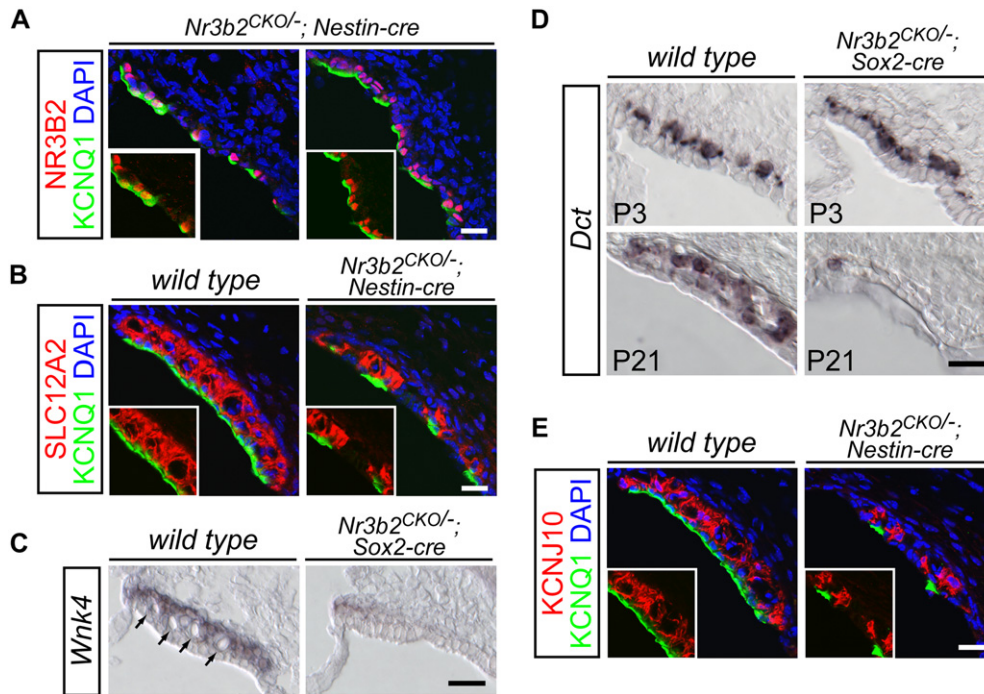 A
Nr3b2CKO/-; Nestin-cre
NR3B2
KCNQ1 DAPI
B
wild type
Nr3b2CKO/-;
Nestin-cre
SLC12A2
KCNQ1 DAPI
C
wild type
Nr3b2CKO/-;
Sox2-cre
Wnk4
D
wild type
Nr3b2CKO/-;
Sox2-cre
Dct
P3
P3
P21
P21
E
wild type
Nr3b2CKO/-;
Nestin-cre
KCNJ10
KCNQ1 DAPI